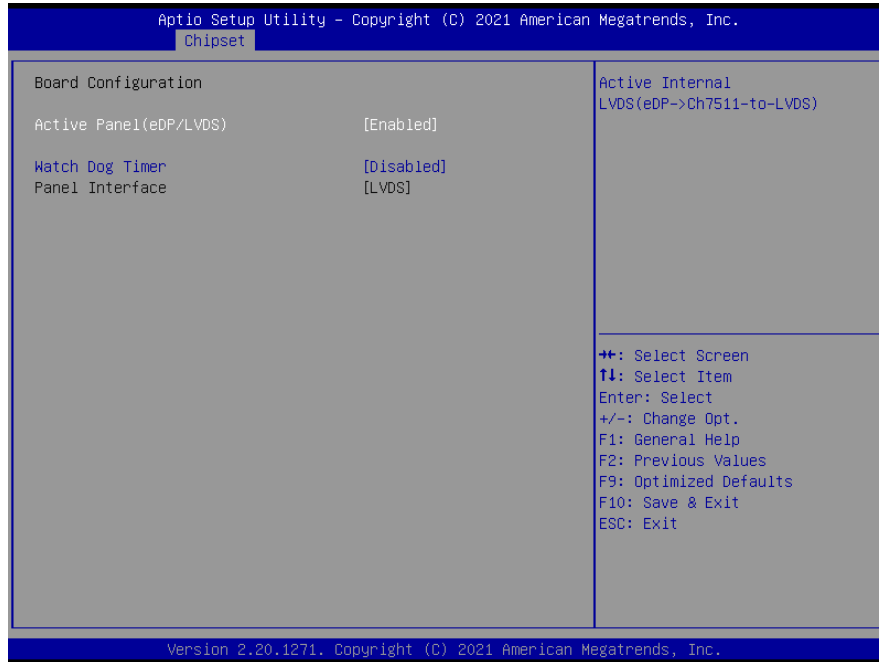 Aptio Setup Utility – Copyright (C) 2021 American Megatrends, Inc.
Chipset
Board Configuration
Active Panel(eDP/LVDS) [Enabled]
Watch Dog Timer [Disabled]
Panel Interface [LVDS]
Active Internal
LVDS(eDP->Ch7511-to-LVDS)
→←: Select Screen
↑↓: Select Item
Enter: Select
+/-: Change Opt.
F1: General Help
F2: Previous Values
F9: Optimized Defaults
F10: Save & Exit
ESC: Exit
Version 2.20.1271. Copyright (C) 2021 American Megatrends, Inc.